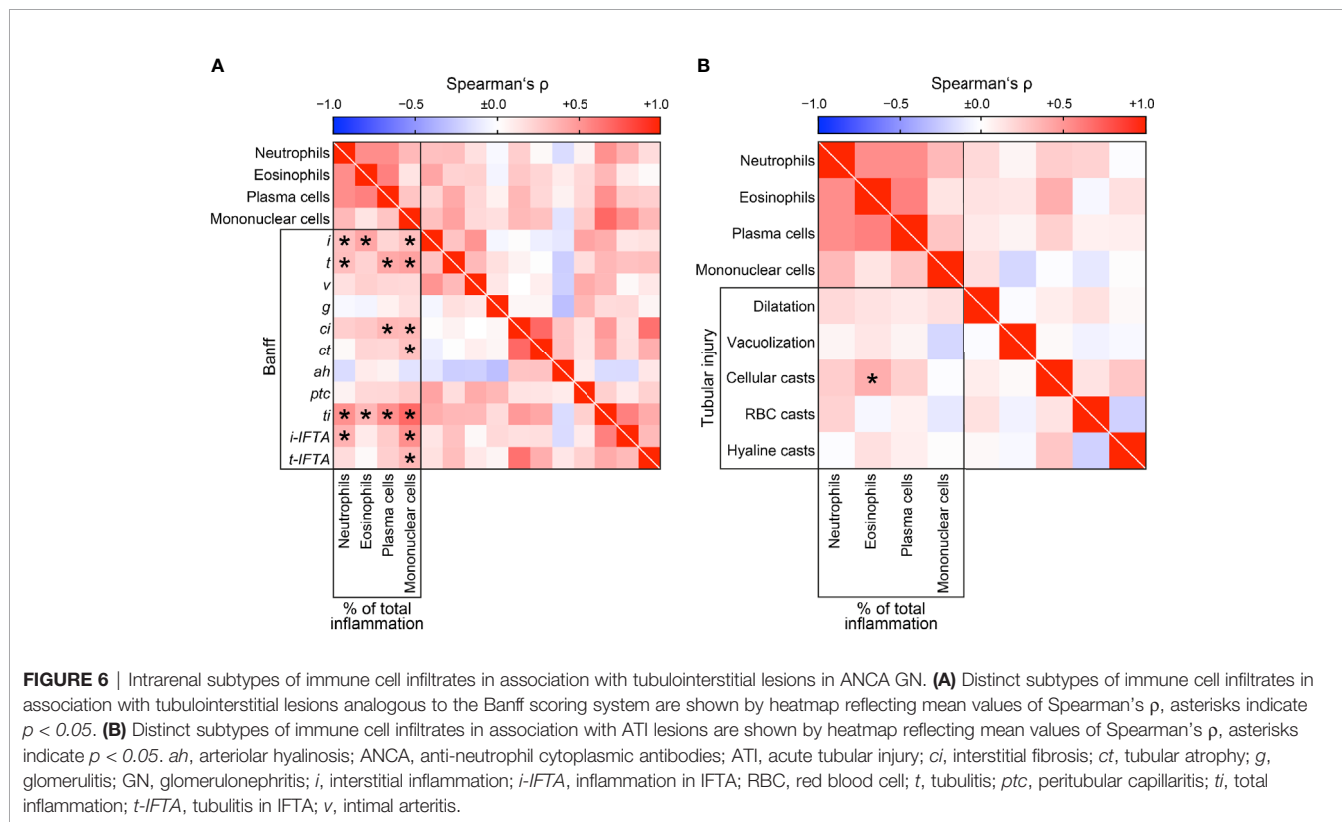 A
Spearman‘s ρ
−1.0 −0.5 ±0.0 +0.5 +1.0
Neutrophils
Eosinophils
Plasma cells
Mononuclear cells
Banff
i
* * *
t
* * *
v
g
ci
* *
ct
*
ah
ptc
ti
* * * *
i-IFTA
* *
t-IFTA
*
Neutrophils
Eosinophils
Plasma cells
Mononuclear cells
% of total
inflammation
B
Spearman‘s ρ
−1.0 −0.5 ±0.0 +0.5 +1.0
Neutrophils
Eosinophils
Plasma cells
Mononuclear cells
Tubular injury
Dilatation
Vacuolization
Cellular casts
*
RBC casts
Hyaline casts
Neutrophils
Eosinophils
Plasma cells
Mononuclear cells
% of total
inflammation
FIGURE 6 | Intrarenal subtypes of immune cell infiltrates in association with tubulointerstitial lesions in ANCA GN. (A) Distinct subtypes of immune cell infiltrates in
association with tubulointerstitial lesions analogous to the Banff scoring system are shown by heatmap reflecting mean values of Spearman’s ρ, asterisks indicate
p < 0.05. (B) Distinct subtypes of immune cell infiltrates in association with ATI lesions are shown by heatmap reflecting mean values of Spearman’s ρ, asterisks
indicate p < 0.05. ah, arteriolar hyalinosis; ANCA, anti-neutrophil cytoplasmic antibodies; ATI, acute tubular injury; ci, interstitial fibrosis; ct, tubular atrophy; g,
glomerulitis; GN, glomerulonephritis; i, interstitial inflammation; i-IFTA, inflammation in IFTA; RBC, red blood cell; t, tubulitis; ptc, peritubular capillaritis; ti, total
inflammation; t-IFTA, tubulitis in IFTA; v, intimal arteritis.